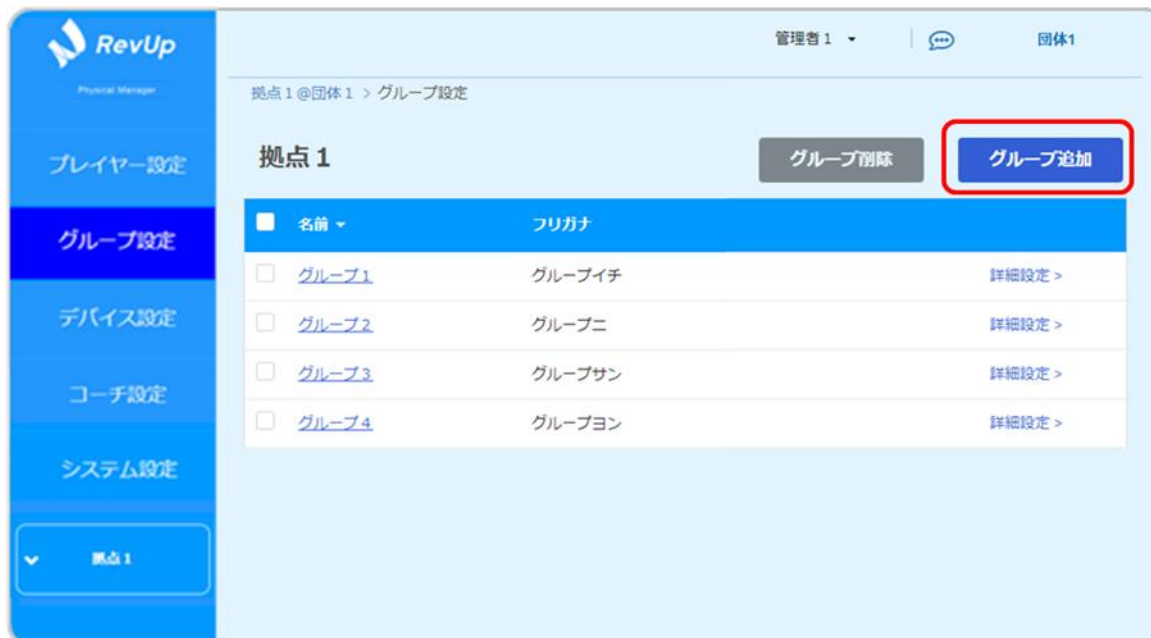 RevUp
Physical Manager
プレイヤー設定
グループ設定
デバイス設定
コーチ設定
システム設定
拠点1
管理者1
団体1
拠点1@団体1 > グループ設定
拠点1
グループ削除
グループ追加
名前 フリガナ
グループ1 グループイチ 詳細設定 >
グループ2 グループニ 詳細設定 >
グループ3 グループサン 詳細設定 >
グループ4 グループヨン 詳細設定 >